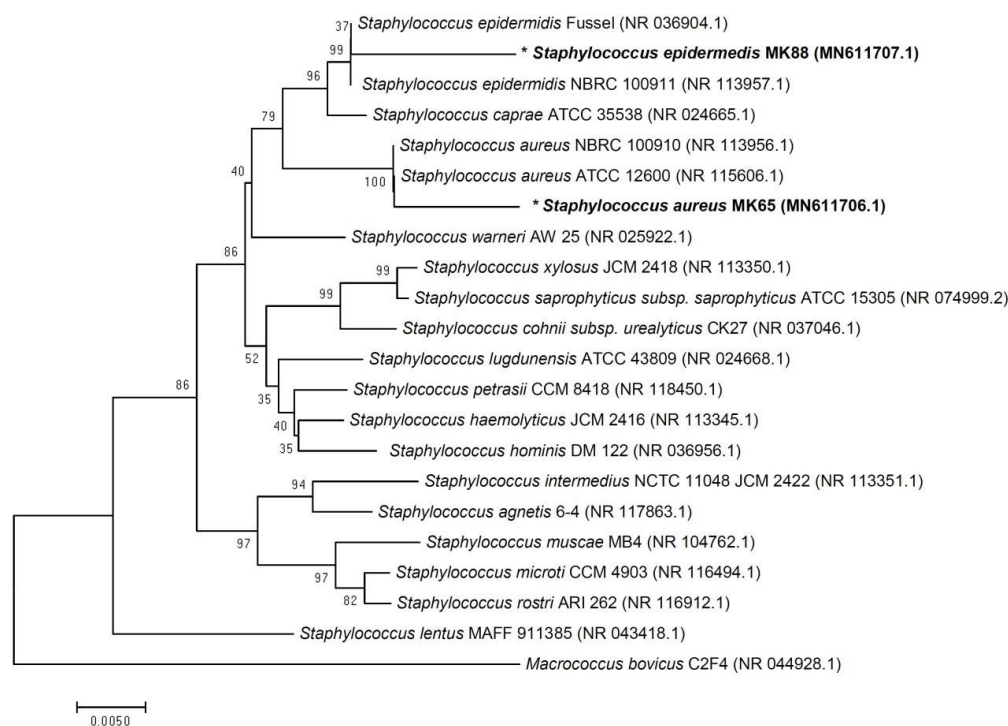 37
Staphylococcus epidermidis Fussel (NR 036904.1)
99
* Staphylococcus epidermedis MK88 (MN611707.1)
96
Staphylococcus epidermidis NBRC 100911 (NR 113957.1)
79
Staphylococcus caprae ATCC 35538 (NR 024665.1)
Staphylococcus aureus NBRC 100910 (NR 113956.1)
40
Staphylococcus aureus ATCC 12600 (NR 115606.1)
100
* Staphylococcus aureus MK65 (MN611706.1)
Staphylococcus warneri AW 25 (NR 025922.1)
86
99
Staphylococcus xylosus JCM 2418 (NR 113350.1)
99
Staphylococcus saprophyticus subsp. saprophyticus ATCC 15305 (NR 074999.2)
Staphylococcus cohnii subsp. urealyticus CK27 (NR 037046.1)
52
Staphylococcus lugdunensis ATCC 43809 (NR 024668.1)
86
35
Staphylococcus petrasii CCM 8418 (NR 118450.1)
40
Staphylococcus haemolyticus JCM 2416 (NR 113345.1)
35
Staphylococcus hominis DM 122 (NR 036956.1)
94
Staphylococcus intermedius NCTC 11048 JCM 2422 (NR 113351.1)
Staphylococcus agnetis 6-4 (NR 117863.1)
97
Staphylococcus muscae MB4 (NR 104762.1)
97
Staphylococcus microti CCM 4903 (NR 116494.1)
82
Staphylococcus rostri ARI 262 (NR 116912.1)
Staphylococcus lentus MAFF 911385 (NR 043418.1)
Macrococcus bovicus C2F4 (NR 044928.1)
0.0050